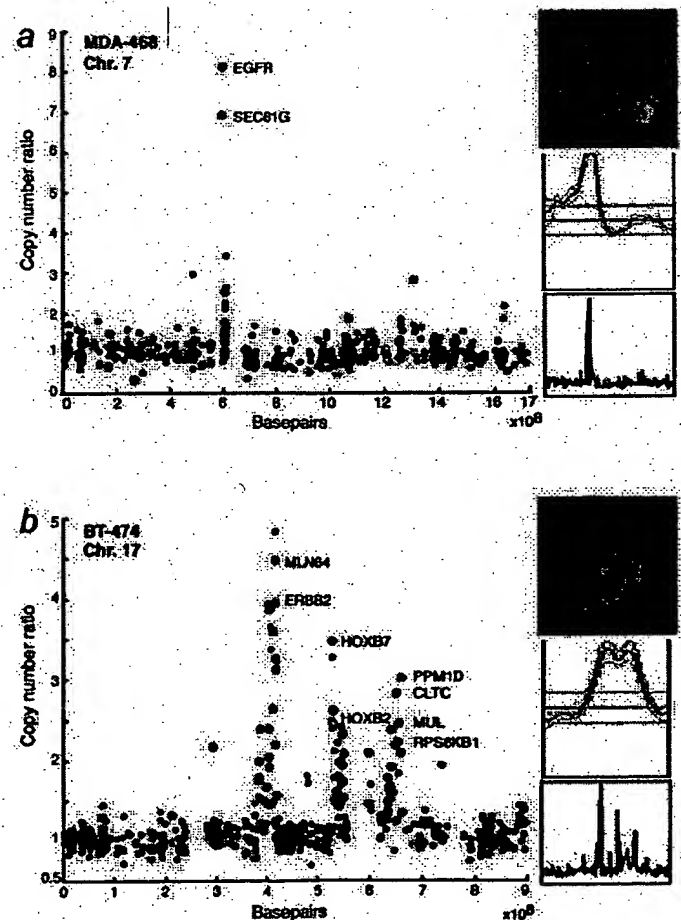 a
MDA-468
Chr. 7
EGFR
SEC61G
Copy number ratio
9
8
7
6
5
4
3
2
1
0
0 2 4 6 8 10 12 14 16 17
Basepairs
b
BT-474
Chr. 17
MLN64
ERBB2
HOXB7
PPM1D
CLTC
HOXB2
MUL
RPS6KB1
Copy number ratio
5
4
3
2
1
0.5
0 1 2 3 4 5 6 7 8 9
Basepairs